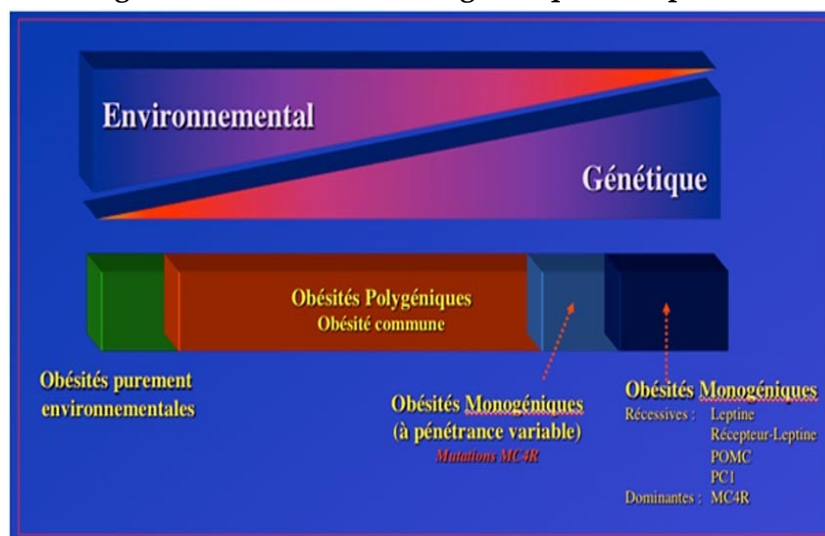 Environnemental
Génétique
Obésités Polygéniques
Obésité commune
Obésités purement
environnementales
Obésités Monogéniques
(à pénétrance variable)
Mutations MC4R
Obésités Monogéniques
Récessives : Leptine
Récepteur-Leptine
POMC
PC1
Dominantes : MC4R